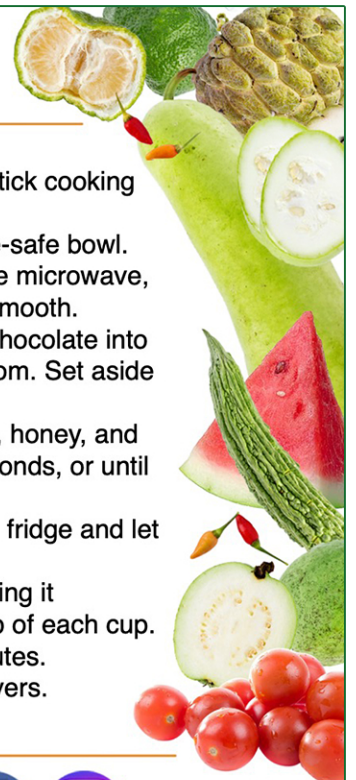 tick cooking
-safe bowl.
e microwave,
mooth.
hocolate into
om. Set aside
, honey, and
onds, or until
fridge and let
ing it
o of each cup.
utes.
yers.